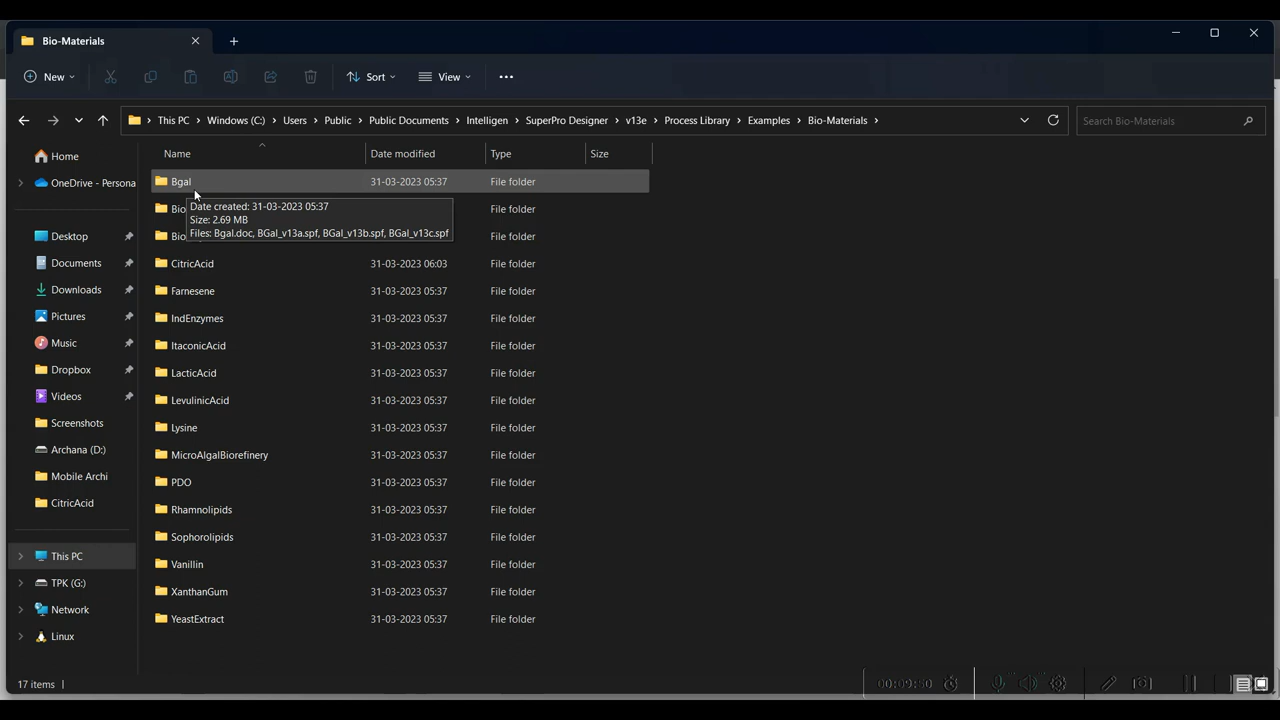 Bio-Materials
New
Sort
View
This PC > Windows (C:) > Users > Public > Public Documents > Intelligen > SuperPro Designer > v13e > Process Library > Examples > Bio-Materials >
Search Bio-Materials
Name Date modified Type Size
Home
OneDrive - Persona
Desktop
Documents
Downloads
Pictures
Music
Dropbox
Videos
Screenshots
Archana (D:)
Mobile Archi
CitricAcid
This PC
TPK (G:)
Network
Linux
Bgal 31-03-2023 05:37 File folder
Bio File folder
Bio File folder
Date created: 31-03-2023 05:37
Size: 2.69 MB
Files: Bgal.doc, BGal_v13a.spf, BGal_v13b.spf, BGal_v13c.spf
CitricAcid 31-03-2023 06:03 File folder
Farnesene 31-03-2023 05:37 File folder
IndEnzymes 31-03-2023 05:37 File folder
ItaconicAcid 31-03-2023 05:37 File folder
LacticAcid 31-03-2023 05:37 File folder
LevulinicAcid 31-03-2023 05:37 File folder
Lysine 31-03-2023 05:37 File folder
MicroAlgalBiorefinery 31-03-2023 05:37 File folder
PDO 31-03-2023 05:37 File folder
Rhamnolipids 31-03-2023 05:37 File folder
Sophorolipids 31-03-2023 05:37 File folder
Vanillin 31-03-2023 05:37 File folder
XanthanGum 31-03-2023 05:37 File folder
YeastExtract 31-03-2023 05:37 File folder
17 items
00:09:50